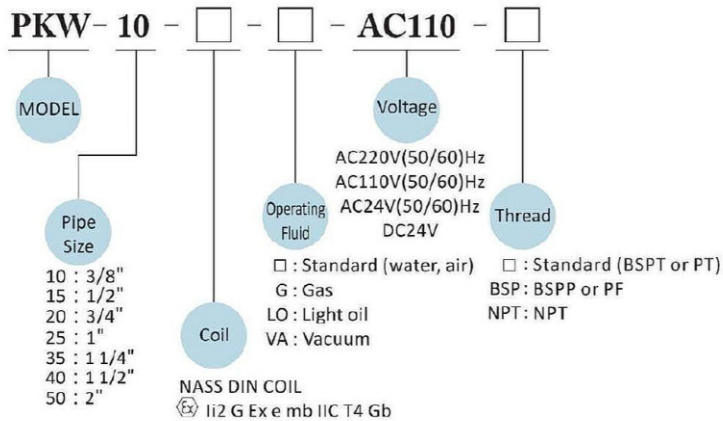 PKW - 10 - □ - □ - AC110 - □
MODEL
Voltage
AC220V(50/60)Hz
AC110V(50/60)Hz
AC24V(50/60)Hz
DC24V
Pipe
Size
10 : 3/8"
15 : 1/2"
20 : 3/4"
25 : 1"
35 : 1 1/4"
40 : 1 1/2"
50 : 2"
Operating
Fluid
□ : Standard (water, air)
G : Gas
LO : Light oil
VA : Vacuum
Thread
□ : Standard (BSPT or PT)
BSP : BSPP or PF
NPT : NPT
Coil
NASS DIN COIL
Ex Ii2 G Ex e mb IIC T4 Gb